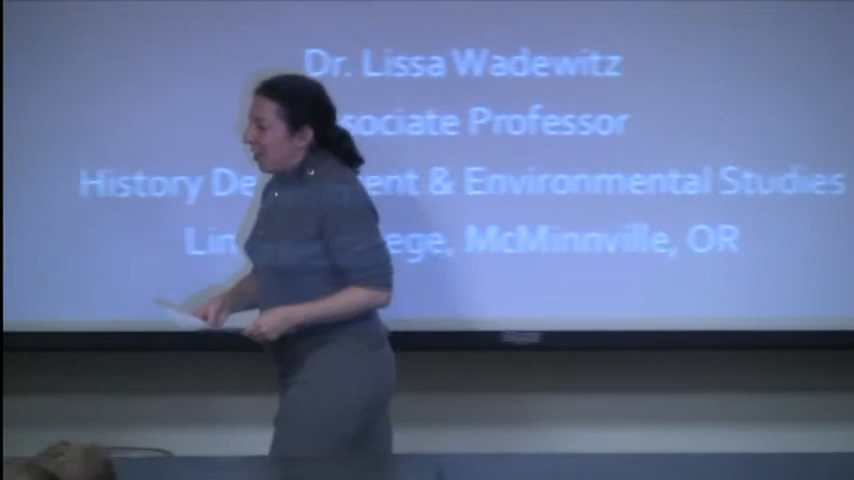 Dr. Lissa Wadewitz
sociate Professor
History De ent & Environmental Studies
Lin ege, McMinnville, OR